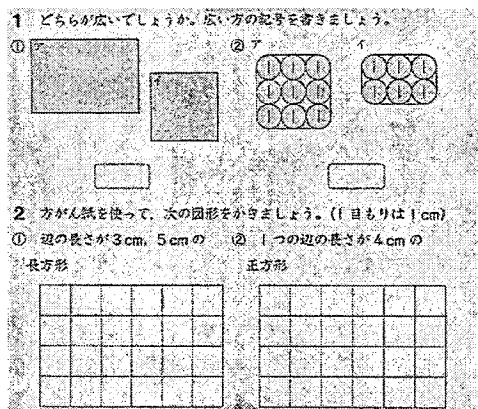 1 どちらが広いでしょうか。広い方の記号を書きましょう。
① ア イ ② ア イ
2 方がん紙を使って、次の図形をかきましょう。(1目もりは1cm)
① 辺の長さが3cm, 5cmの ② 1つの辺の長さが4cmの
長方形 正方形